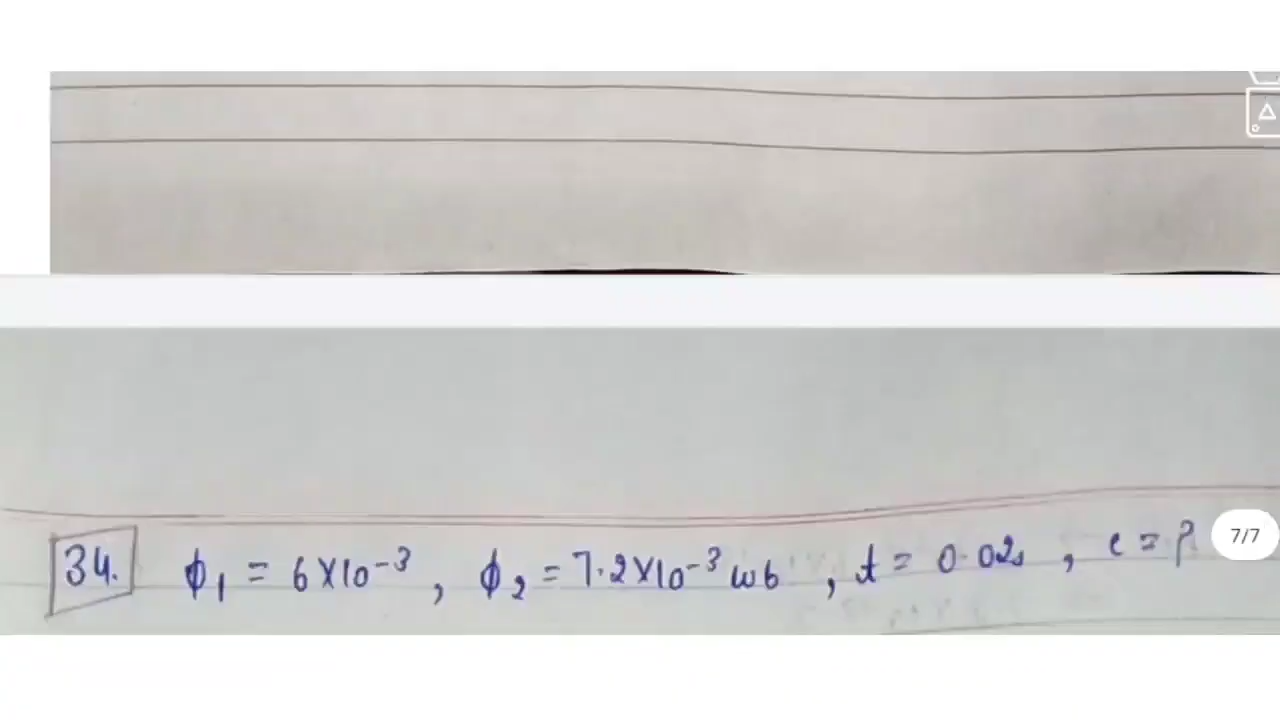 34. ϕ₁ = 6×10⁻³, ϕ₂ = 7.2×10⁻³ wb, t = 0.02s, e = ?
7/7